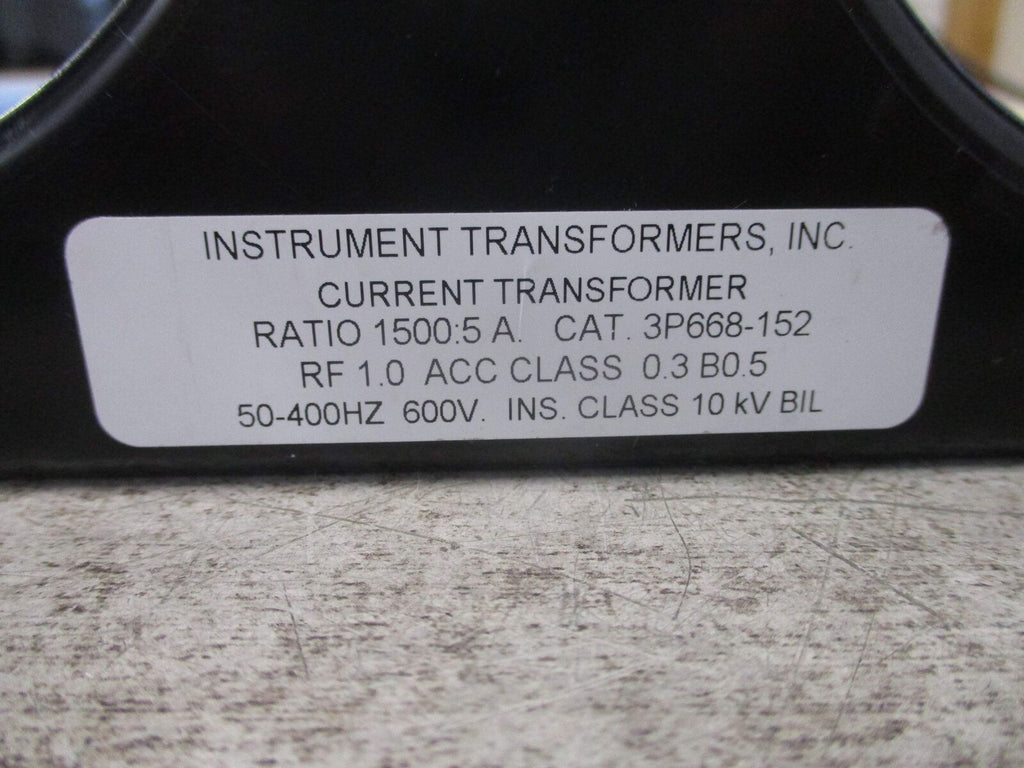 INSTRUMENT TRANSFORMERS, INC.
CURRENT TRANSFORMER
RATIO 1500:5 A. CAT. 3P668-152
RF 1.0 ACC CLASS 0.3 B0.5
50-400HZ 600V. INS. CLASS 10 kV BIL